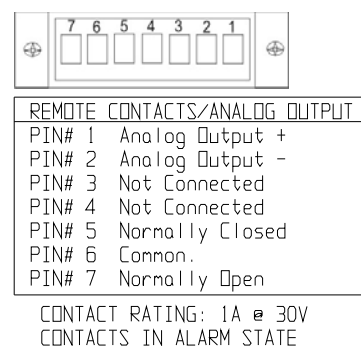 7 6 5 4 3 2 1
REMOTE CONTACTS/ANALOG OUTPUT
PIN# 1 Analog Output +
PIN# 2 Analog Output -
PIN# 3 Not Connected
PIN# 4 Not Connected
PIN# 5 Normally Closed
PIN# 6 Common.
PIN# 7 Normally Open
CONTACT RATING: 1A @ 30V
CONTACTS IN ALARM STATE